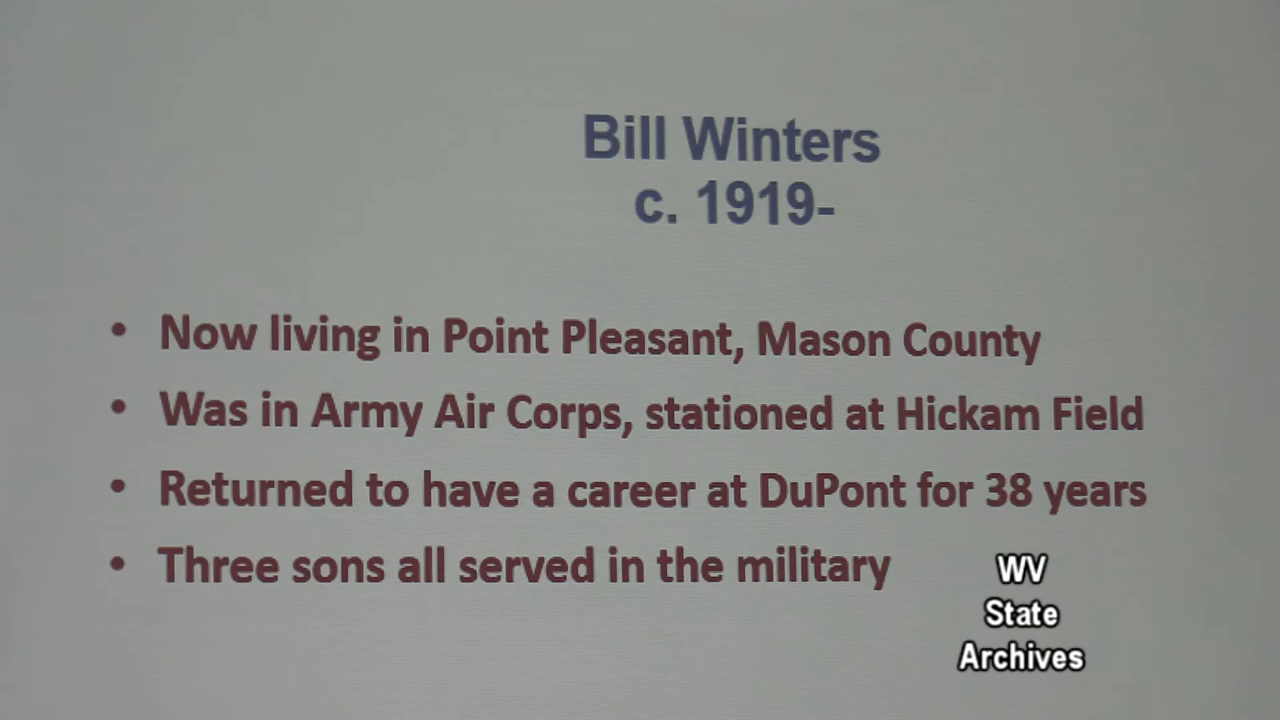 Bill Winters
c. 1919-
• Now living in Point Pleasant, Mason County
• Was in Army Air Corps, stationed at Hickam Field
• Returned to have a career at DuPont for 38 years
• Three sons all served in the military
WV
State
Archives